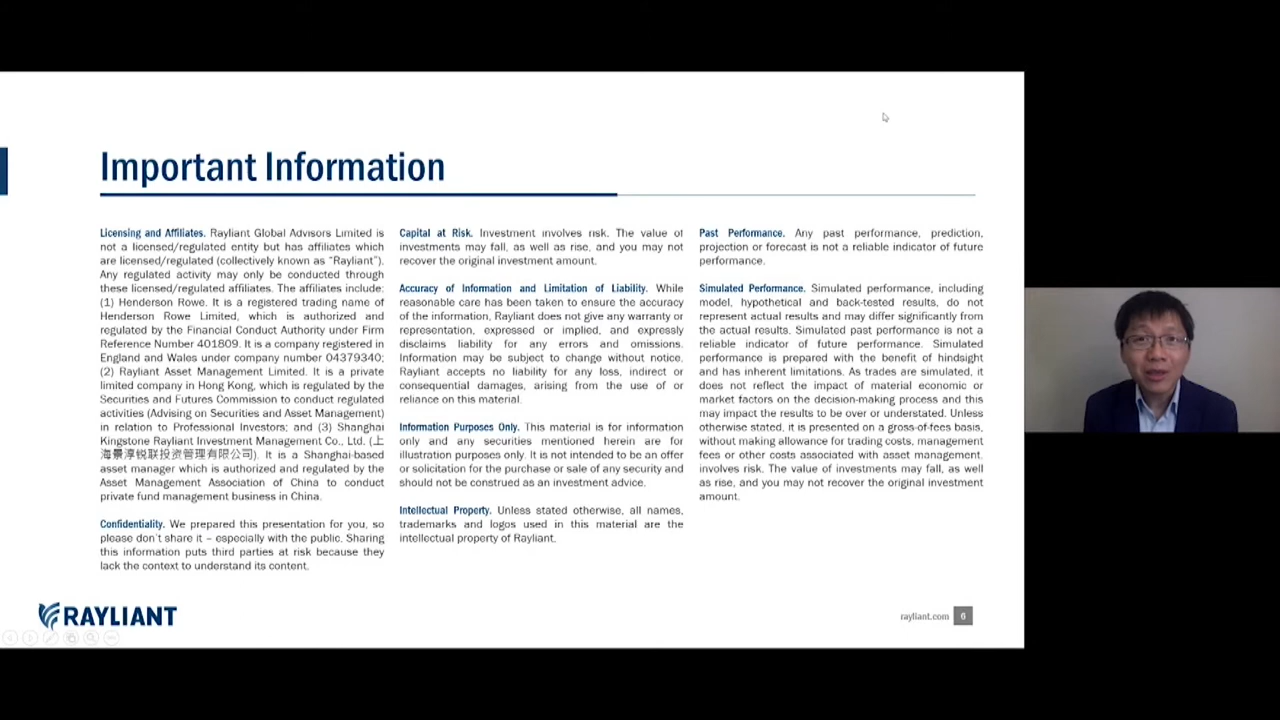 Important Information
Licensing and Affiliates. Rayliant Global Advisors Limited is
not a licensed/regulated entity but has affiliates which
are licensed/regulated (collectively known as “Rayliant”).
Any regulated activity may only be conducted through
these licensed/regulated affiliates. The affiliates include:
(1) Henderson Rowe. It is a registered trading name of
Henderson Rowe Limited, which is authorized and
regulated by the Financial Conduct Authority under Firm
Reference Number 401809. It is a company registered in
England and Wales under company number 04379340;
(2) Rayliant Asset Management Limited. It is a private
limited company in Hong Kong, which is regulated by the
Securities and Futures Commission to conduct regulated
activities (Advising on Securities and Asset Management)
in relation to Professional Investors; and (3) Shanghai
Kingstone Rayliant Investment Management Co., Ltd. (上
海景淳锐联投资管理有限公司). It is a Shanghai-based
asset manager which is authorized and regulated by the
Asset Management Association of China to conduct
private fund management business in China.
Confidentiality. We prepared this presentation for you, so
please don’t share it – especially with the public. Sharing
this information puts third parties at risk because they
lack the context to understand its content.
Capital at Risk. Investment involves risk. The value of
investments may fall, as well as rise, and you may not
recover the original investment amount.
Accuracy of Information and Limitation of Liability. While
reasonable care has been taken to ensure the accuracy
of the information, Rayliant does not give any warranty or
representation, expressed or implied, and expressly
disclaims liability for any errors and omissions.
Information may be subject to change without notice.
Rayliant accepts no liability for any loss, indirect or
consequential damages, arising from the use of or
reliance on this material.
Information Purposes Only. This material is for information
only and any securities mentioned herein are for
illustration purposes only. It is not intended to be an offer
or solicitation for the purchase or sale of any security and
should not be construed as an investment advice.
Intellectual Property. Unless stated otherwise, all names,
trademarks and logos used in this material are the
intellectual property of Rayliant.
Past Performance. Any past performance, prediction,
projection or forecast is not a reliable indicator of future
performance.
Simulated Performance. Simulated performance, including
model, hypothetical and back-tested results, do not
represent actual results and may differ significantly from
the actual results. Simulated past performance is not a
reliable indicator of future performance. Simulated
performance is prepared with the benefit of hindsight
and has inherent limitations. As trades are simulated, it
does not reflect the impact of material economic or
market factors on the decision-making process and this
may impact the results to be over or understated. Unless
otherwise stated, it is presented on a gross-of-fees basis,
without making allowance for trading costs, management
fees or other costs associated with asset management,
involves risk. The value of investments may fall, as well
as rise, and you may not recover the original investment
amount.
RAYLIANT
rayliant.com 6